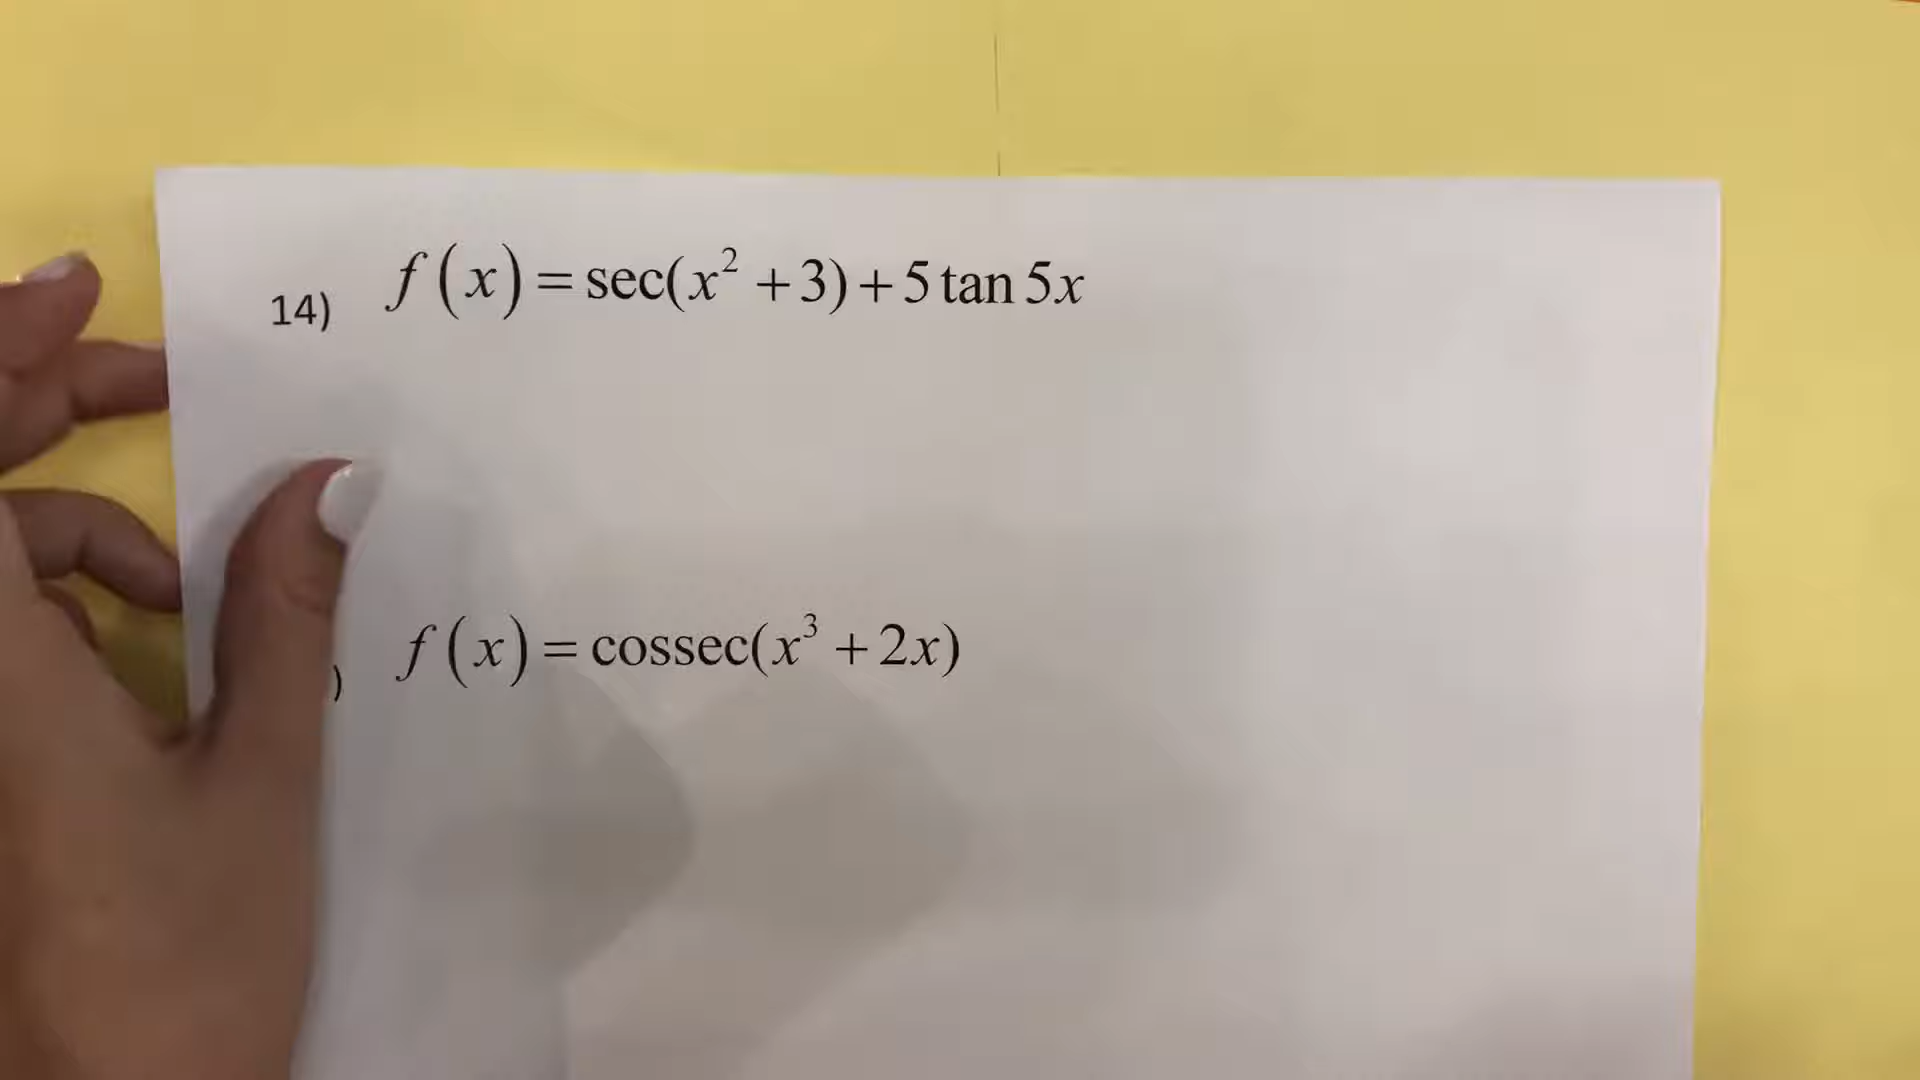 14) f(x) = sec(x² + 3) + 5 tan 5x
) f(x) = cossec(x³ + 2x)